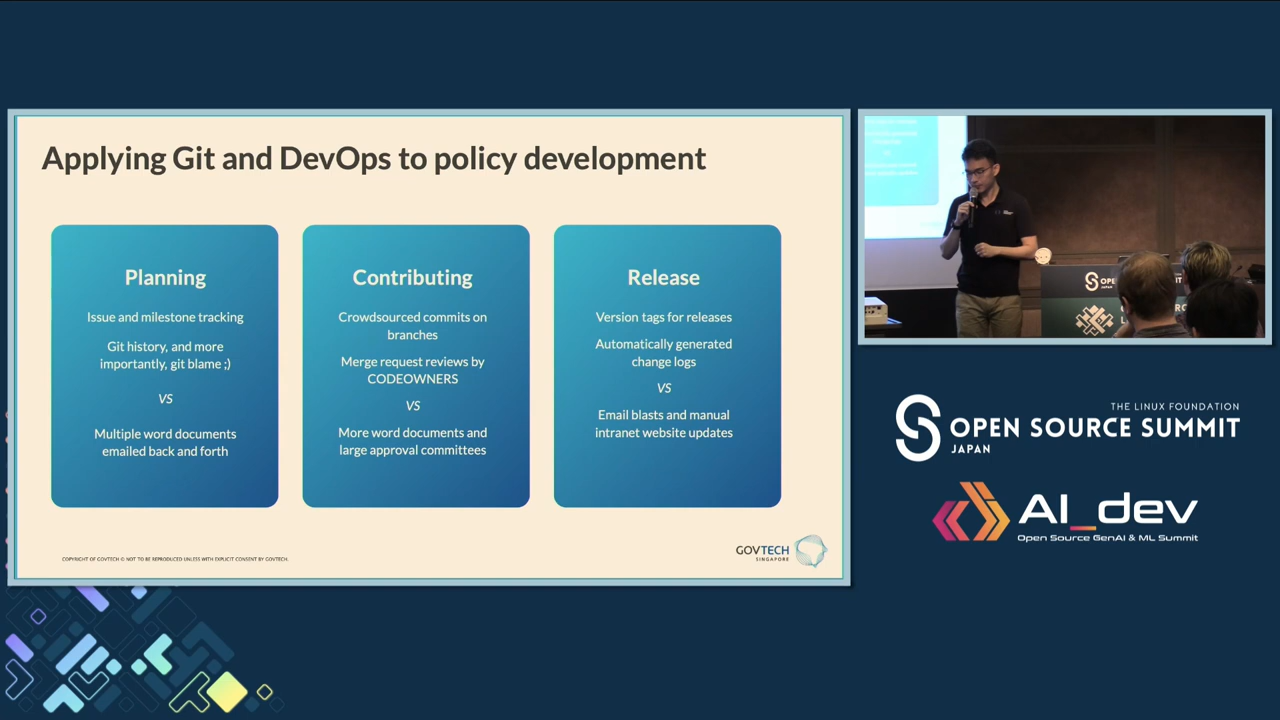 Applying Git and DevOps to policy development
Planning
Issue and milestone tracking
Git history, and more
importantly, git blame ;)
VS
Multiple word documents
emailed back and forth
Contributing
Crowdsourced commits on
branches
Merge request reviews by
CODEOWNERS
VS
More word documents and
large approval committees
Release
Version tags for releases
Automatically generated
change logs
VS
Email blasts and manual
intranet website updates
COPYRIGHT OF GOVTECH © NOT TO BE REPRODUCED UNLESS WITH EXPLICIT CONSENT BY GOVTECH.
GOVTECH
SINGAPORE
THE LINUX FOUNDATION
OPEN SOURCE SUMMIT
JAPAN
AI_dev
Open Source GenAI & ML Summit